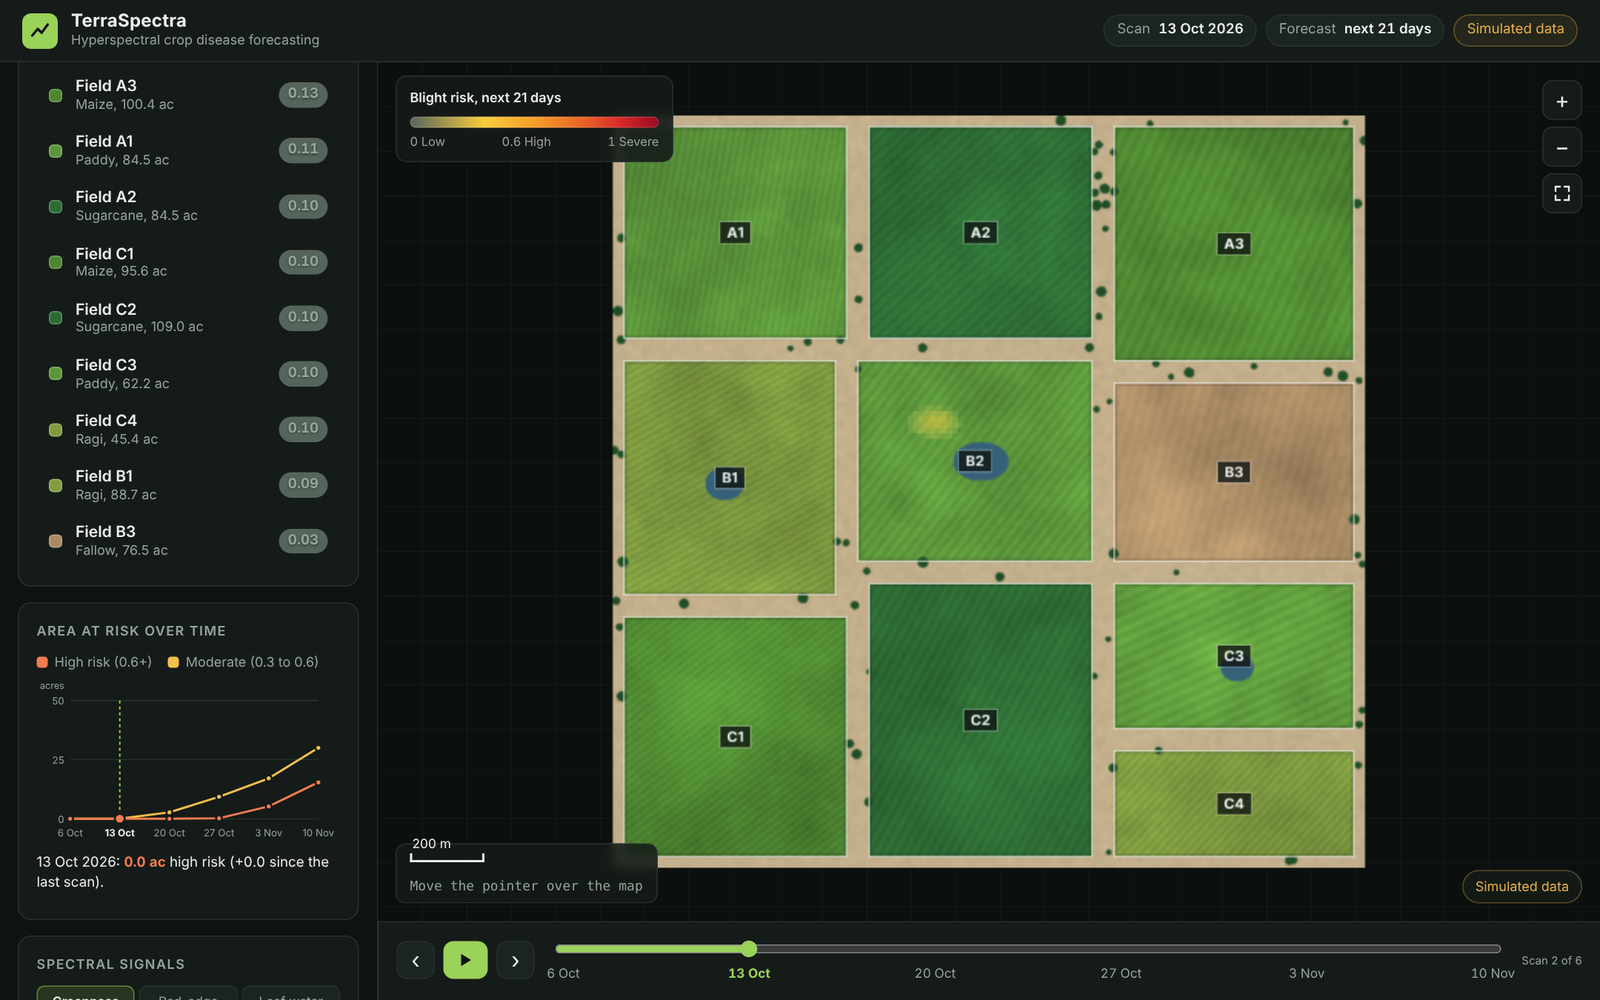 TerraSpectra
Hyperspectral crop disease forecasting
Scan 13 Oct 2026
Forecast next 21 days
Simulated data
Field A3
Maize, 100.4 ac
0.13
Field A1
Paddy, 84.5 ac
0.11
Field A2
Sugarcane, 84.5 ac
0.10
Field C1
Maize, 95.6 ac
0.10
Field C2
Sugarcane, 109.0 ac
0.10
Field C3
Paddy, 62.2 ac
0.10
Field C4
Ragi, 45.4 ac
0.10
Field B1
Ragi, 88.7 ac
0.09
Field B3
Fallow, 76.5 ac
0.03
AREA AT RISK OVER TIME
High risk (0.6+)
Moderate (0.3 to 0.6)
acres
50
25
0
6 Oct
13 Oct
20 Oct
27 Oct
3 Nov
10 Nov
13 Oct 2026: 0.0 ac high risk (+0.0 since the
last scan).
SPECTRAL SIGNALS
Greenness
Red-edge
Leaf water
Blight risk, next 21 days
0 Low
0.6 High
1 Severe
+
−
A1
A2
A3
B1
B2
B3
C1
C2
C3
C4
200 m
Move the pointer over the map
Simulated data
6 Oct
13 Oct
20 Oct
27 Oct
3 Nov
10 Nov
Scan 2 of 6